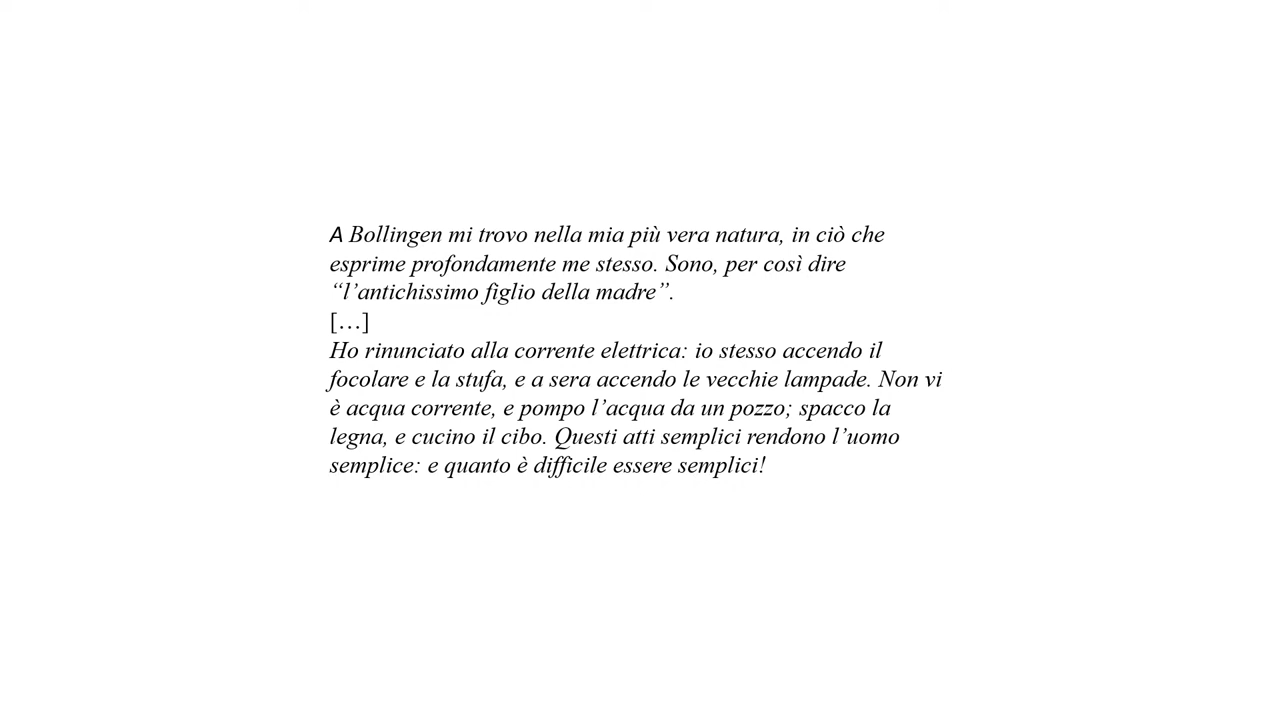 A Bollingen mi trovo nella mia più vera natura, in ciò che
esprime profondamente me stesso. Sono, per così dire
“l’antichissimo figlio della madre”.
[…]
Ho rinunciato alla corrente elettrica: io stesso accendo il
focolare e la stufa, e a sera accendo le vecchie lampade. Non vi
è acqua corrente, e pompo l’acqua da un pozzo; spacco la
legna, e cucino il cibo. Questi atti semplici rendono l’uomo
semplice: e quanto è difficile essere semplici!